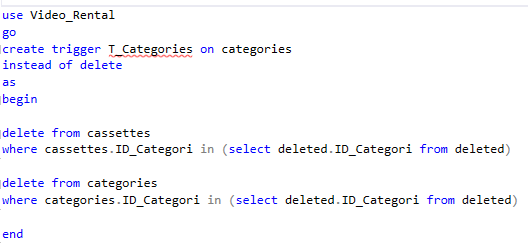 use Video_Rental
go
create trigger T_Categories on categories
instead of delete
as
begin
delete from cassettes
where cassettes.ID_Categori in (select deleted.ID_Categori from deleted)
delete from categories
where categories.ID_Categori in (select deleted.ID_Categori from deleted)
end